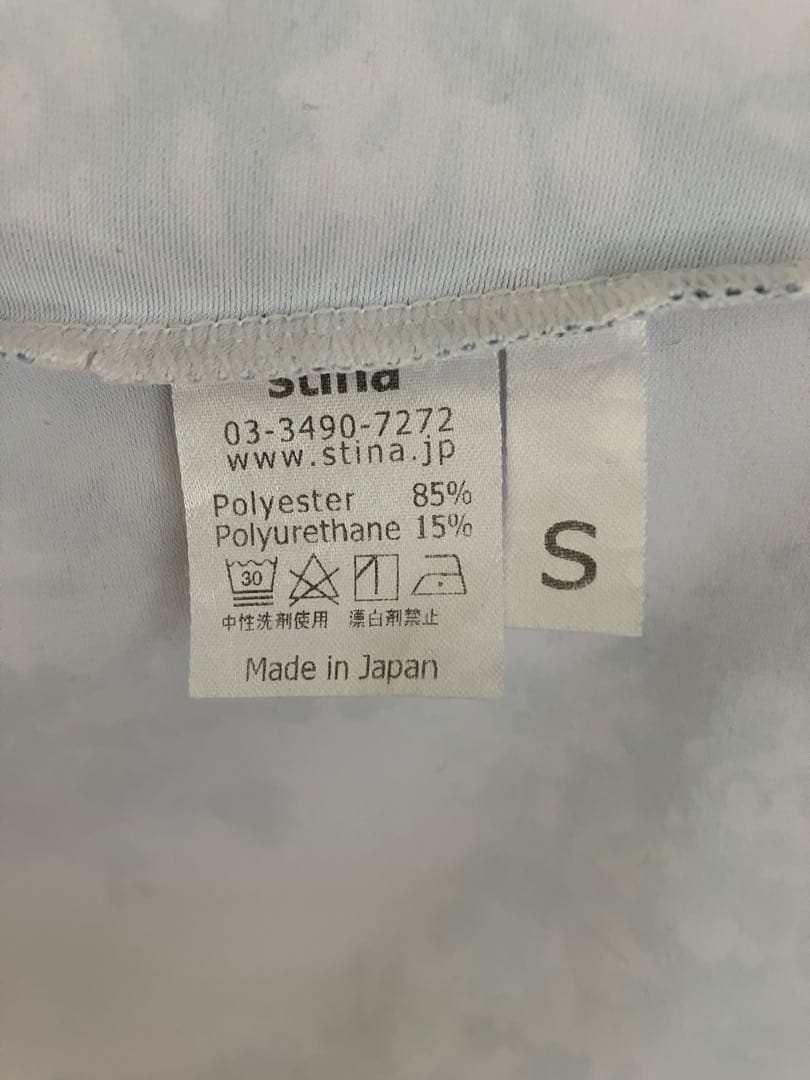 stina
03-3490-7272
www.stina.jp
Polyester 85%
Polyurethane 15%
30
中性洗剤使用 漂白剤禁止
Made in Japan
S